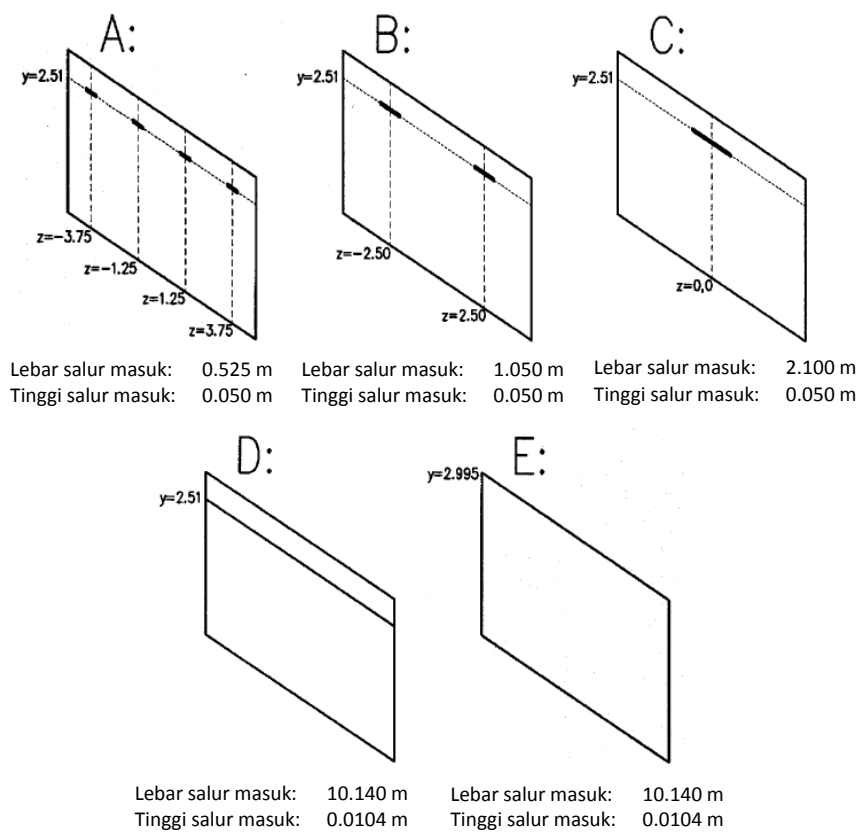 A:
B:
C:
y=2.51
y=2.51
y=2.51
z=-3.75
z=-1.25
z=1.25
z=3.75
z=-2.50
z=2.50
z=0,0
Lebar salur masuk: 0.525 m
Tinggi salur masuk: 0.050 m
Lebar salur masuk: 1.050 m
Tinggi salur masuk: 0.050 m
Lebar salur masuk: 2.100 m
Tinggi salur masuk: 0.050 m
D:
E:
y=2.51
y=2.995
Lebar salur masuk: 10.140 m
Tinggi salur masuk: 0.0104 m
Lebar salur masuk: 10.140 m
Tinggi salur masuk: 0.0104 m